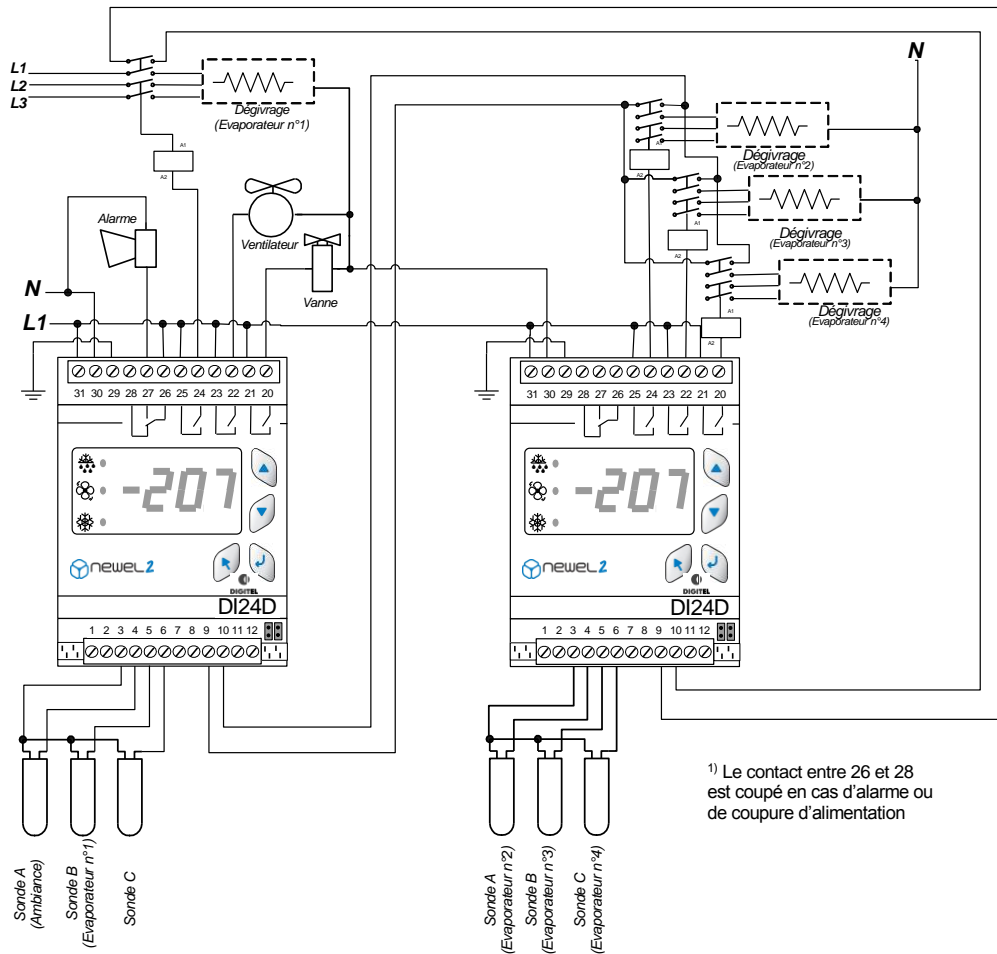 L1
L2
L3
N
Dégivrage
(Evaporateur n°1)
Dégivrage
(Evaporateur n°2)
Dégivrage
(Evaporateur n°3)
Dégivrage
(Evaporateur n°4)
A1
A2
A1
A2
A1
A2
A1
A2
Alarme
Ventilateur
Vanne
N
L1
31 30 29 28 27 26 25 24 23 22 21 20
31 30 29 28 27 26 25 24 23 22 21 20
-207
-207
newel 2
newel 2
DIGITEL
DIGITEL
DI24D
DI24D
1 2 3 4 5 6 7 8 9 10 11 12
1 2 3 4 5 6 7 8 9 10 11 12
1) Le contact entre 26 et 28
est coupé en cas d'alarme ou
de coupure d'alimentation
Sonde A
(Ambiance)
Sonde B
(Evaporateur n°1)
Sonde C
Sonde A
(Evaporateur n°2)
Sonde B
(Evaporateur n°3)
Sonde C
(Evaporateur n°4)